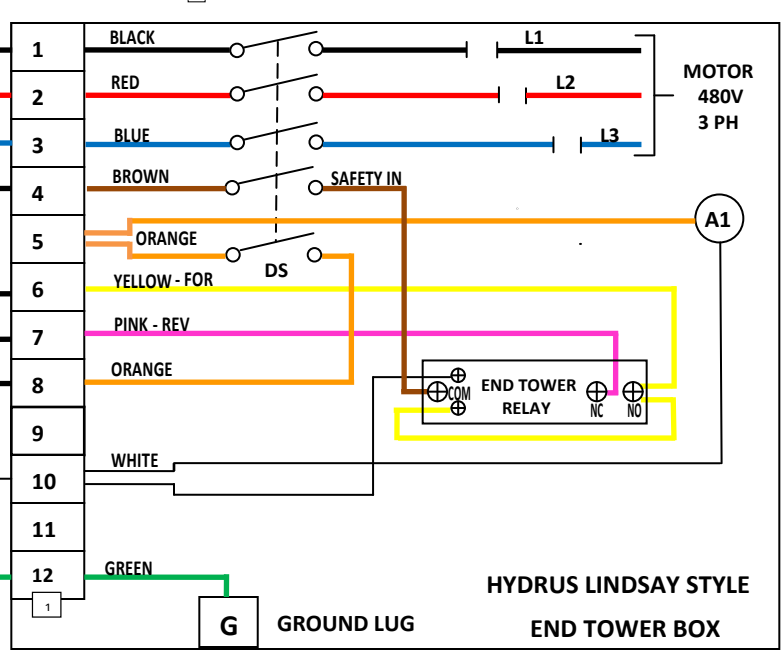 1 BLACK L1
2 RED L2
3 BLUE L3
MOTOR
480V
3 PH
4 BROWN SAFETY IN
5 ORANGE A1
DS
6 YELLOW - FOR
7 PINK - REV
8 ORANGE
COM END TOWER
RELAY NC NO
9
WHITE
10
11
12 GREEN
1
G GROUND LUG
HYDRUS LINDSAY STYLE
END TOWER BOX